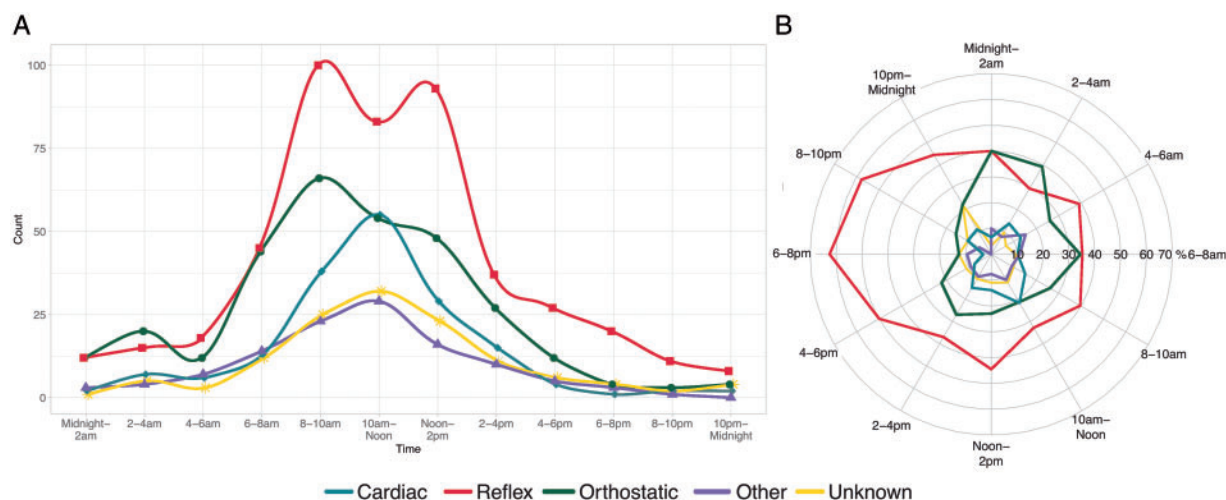 A
100
75
50
25
0
Count
Midnight–
2am
2–4am
4–6am
6–8am
8–10am
10am–
Noon
Noon–
2pm
2–4pm
4–6pm
6–8pm
8–10pm
10pm–
Midnight
Time
B
Midnight–
2am
2–4am
4–6am
10 20 30 40 50 60 70 % 6–8am
8–10am
10am–
Noon
Noon–
2pm
2–4pm
4–6pm
6–8pm
8–10pm
10pm–
Midnight
Cardiac Reflex Orthostatic Other Unknown